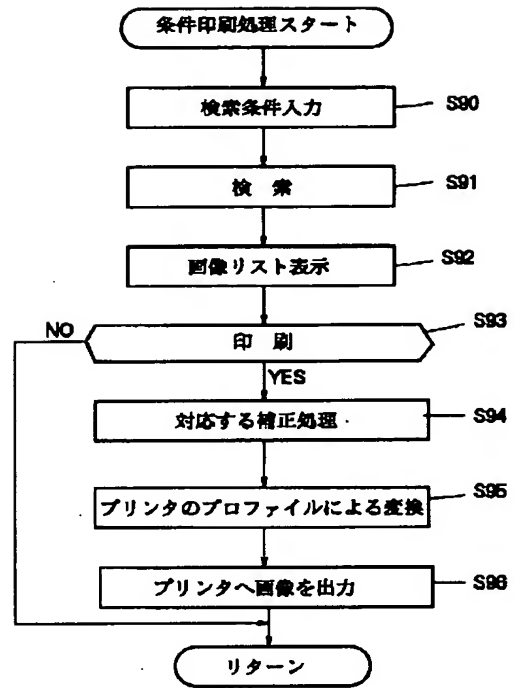 条件印刷処理スタート
検索条件入力 S90
検 索 S91
画像リスト表示 S92
印 刷 S93
NO
YES
対応する補正処理 S94
プリンタのプロファイルによる変換 S95
プリンタへ画像を出力 S96
リターン